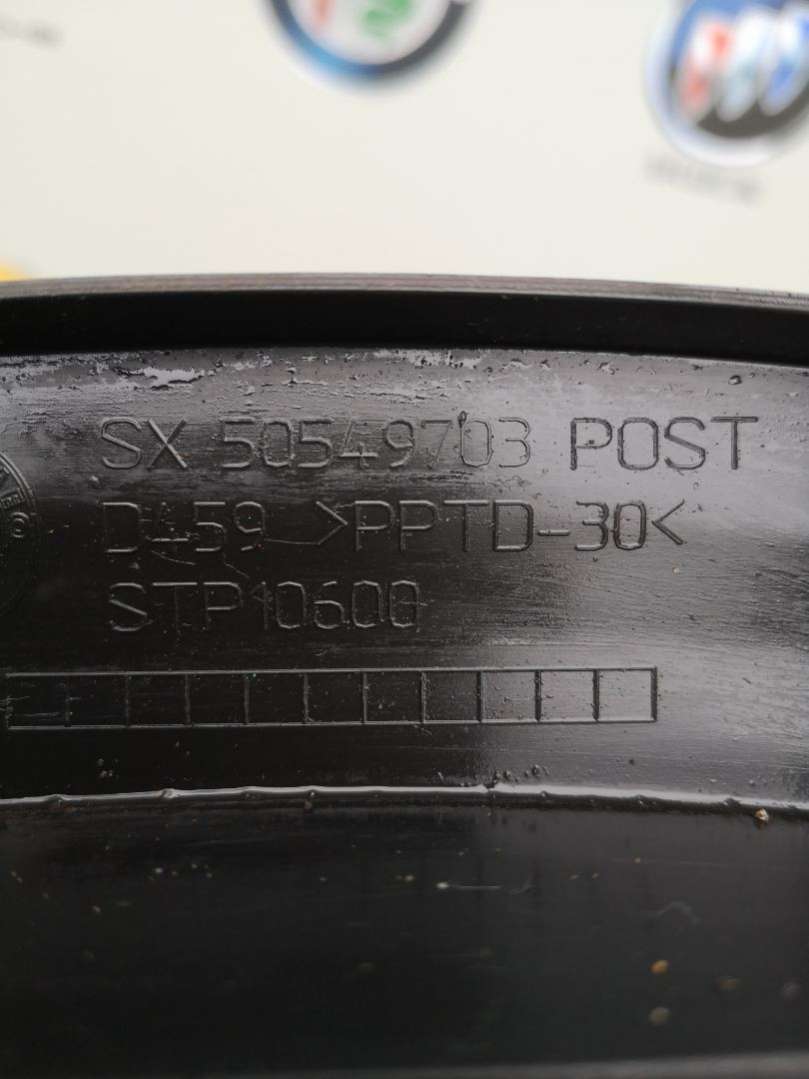 SX 50549703 POST
D459 >PPTD-30<
STP10600